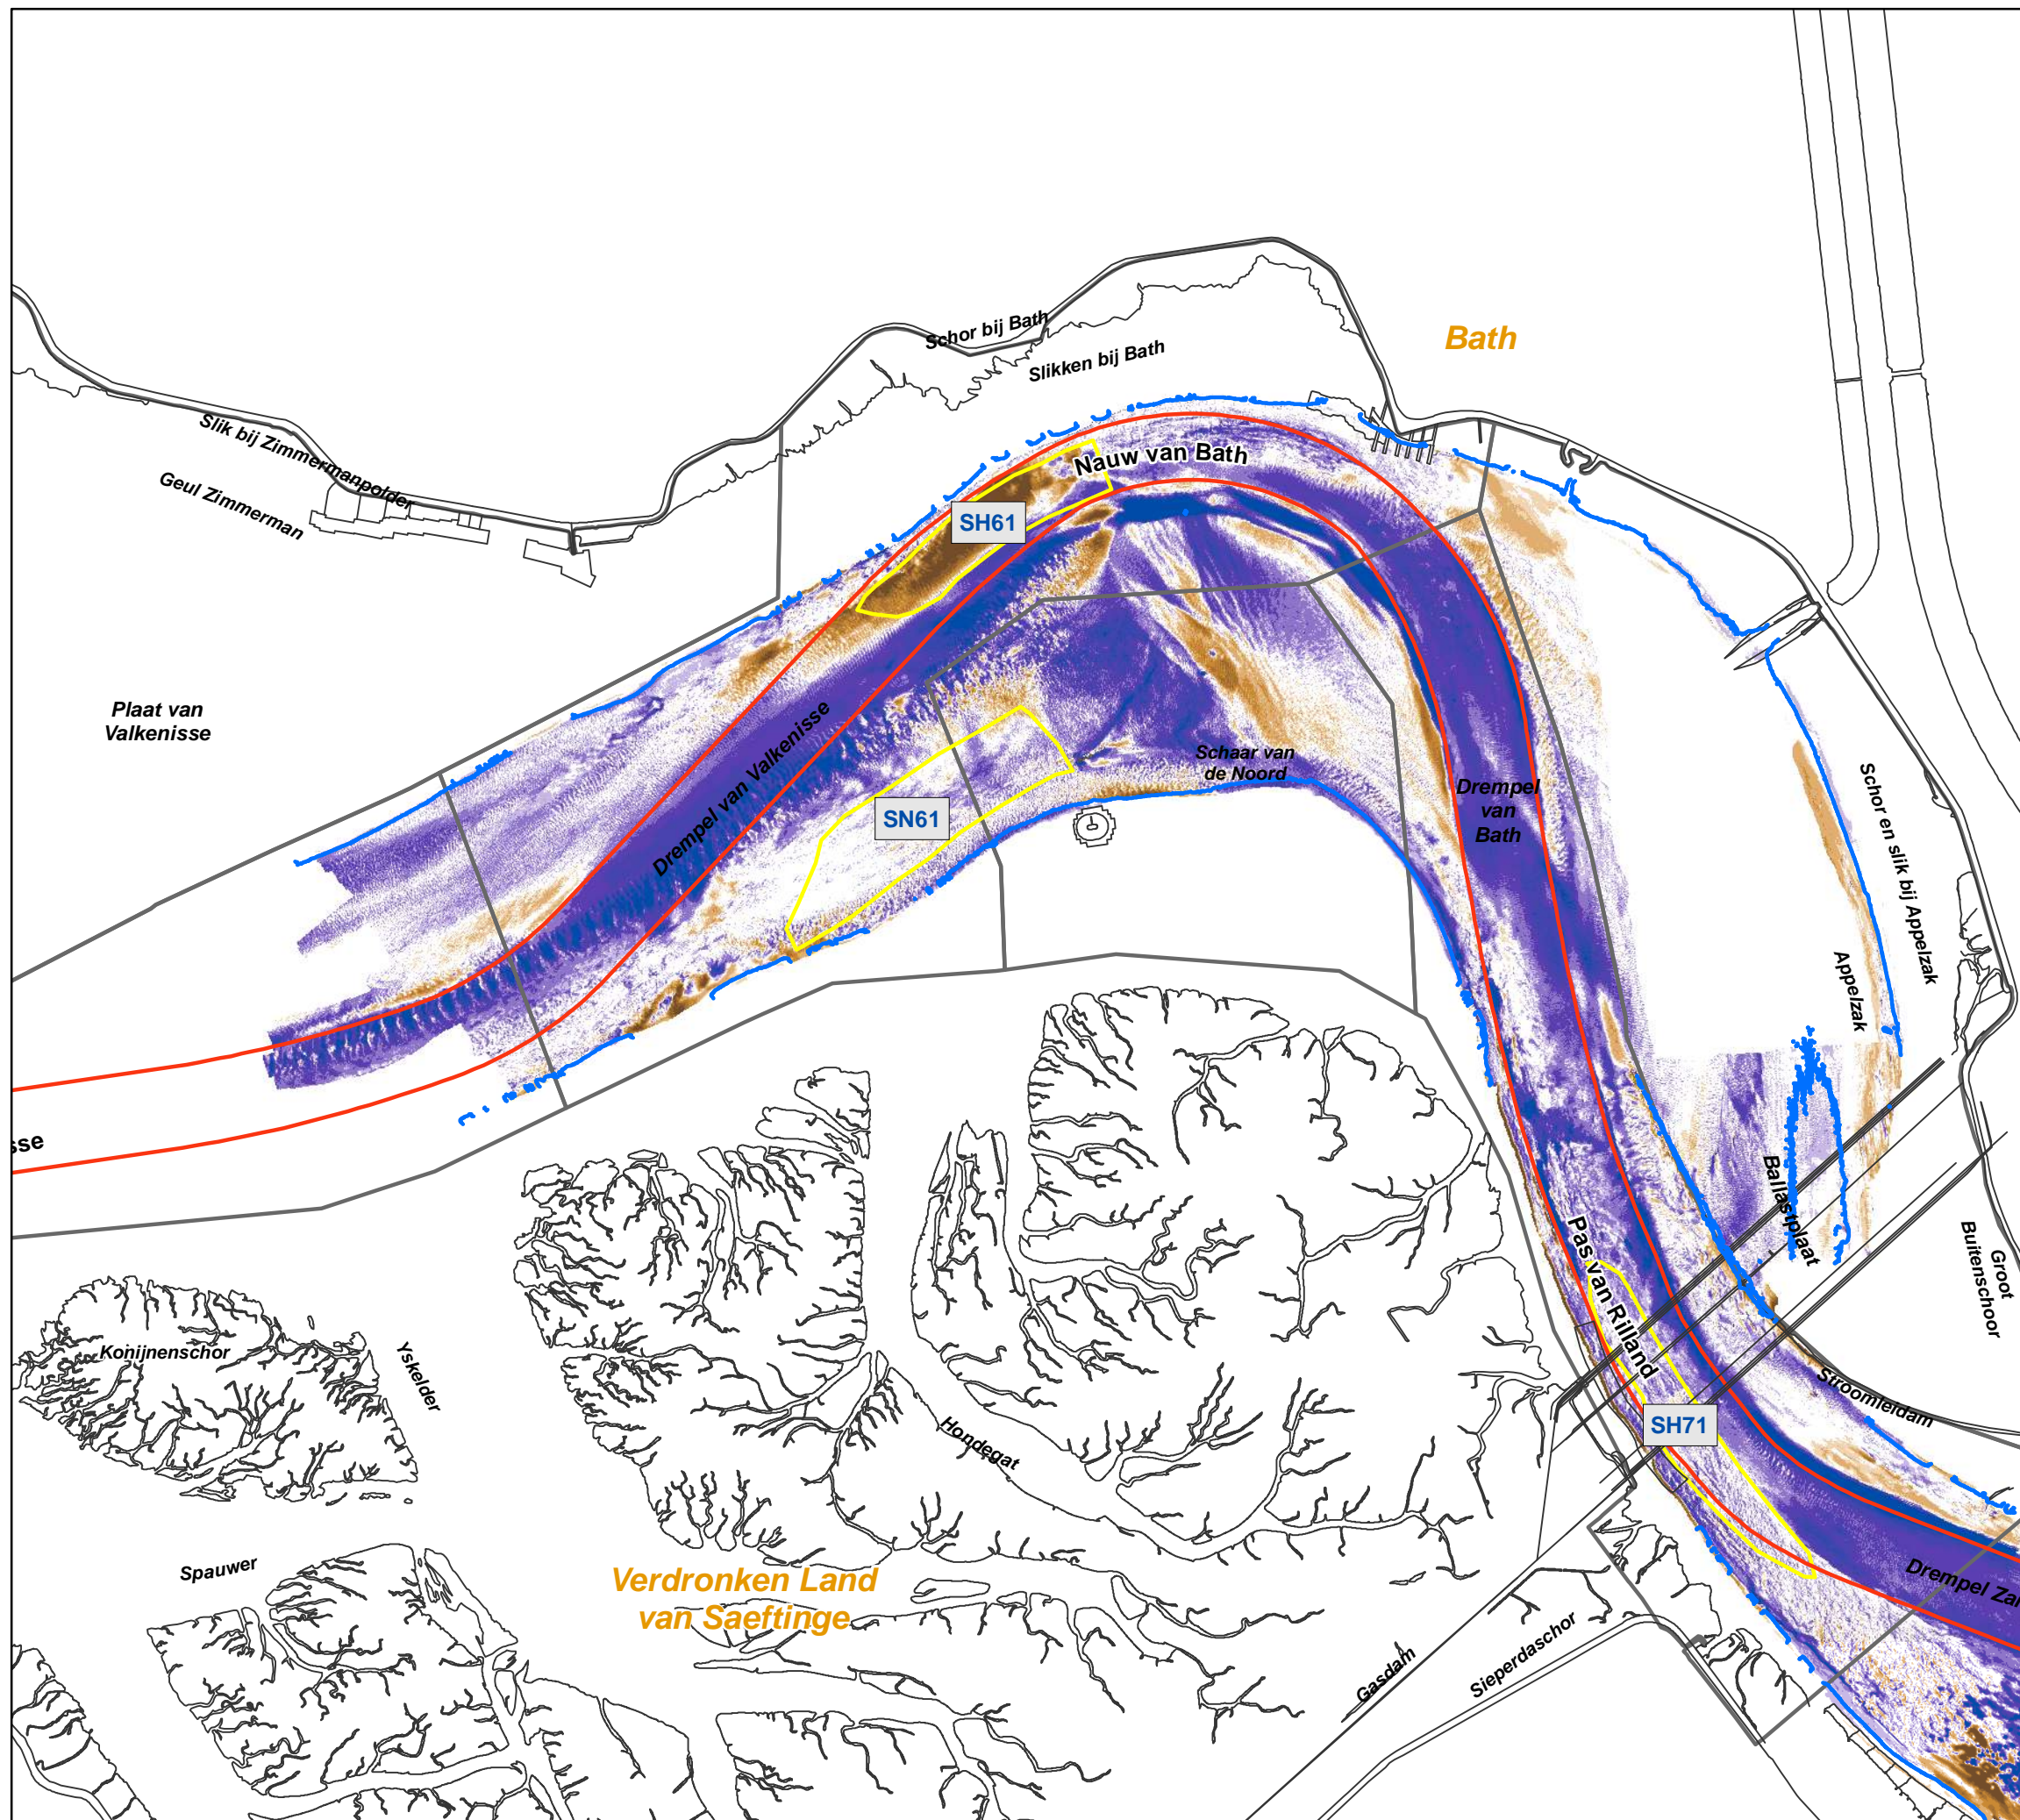 Bath
Schor bij Bath
Slikken bij Bath
Slik bij Zimmermanpolder
Geul Zimmerman
Nauw van Bath
SH61
Plaat van
Valkenisse
Drempel van Valkenisse
Schaar van
de Noord
SN61
Drempel
van
Bath
Schor en slik bij Appelzak
Appelzak
sse
Ballastplaat
Groot
Buitenschoor
Pas van Rilland
Konijnenschor
Yskelder
Stroomleidam
SH71
Hondegat
Spauwer
Verdronken Land
van Saeftinge
Drempel Zan
Gasdam
Sieperdaschor